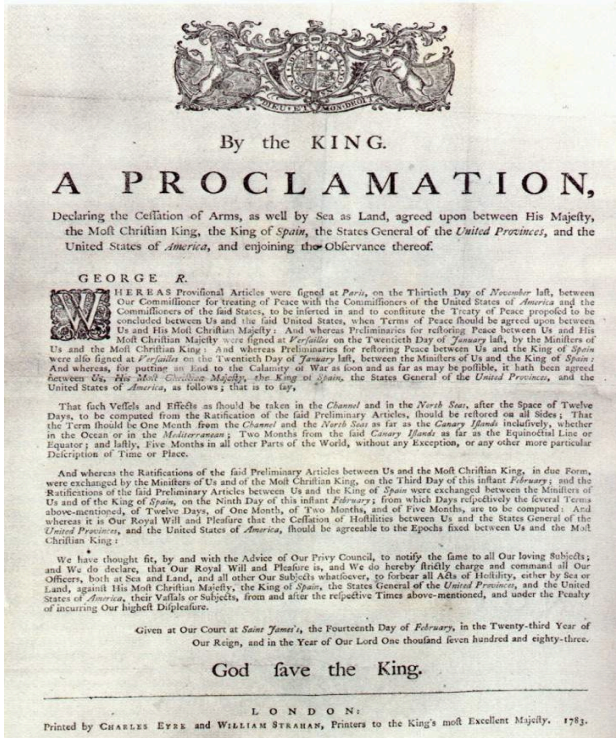 DIEU ET MON DROIT
By the KING.
A PROCLAMATION,
Declaring the Ceſſation of Arms, as well by Sea as Land, agreed upon between His Majeſty,
the Moſt Chriſtian King, the King of Spain, the States General of the United Provinces, and the
United States of America, and enjoining the Obſervance thereof.
GEORGE R.
WHEREAS Proviſional Articles were ſigned at Paris, on the Thirtieth Day of November laſt, between
Our Commiſſioner for treating of Peace with the Commiſſioners of the United States of America and the
Commiſſioners of the ſaid States, to be inſerted in and to conſtitute the Treaty of Peace propoſed to be
concluded between Us and the ſaid United States, when Terms of Peace ſhould be agreed upon between
Us and His Moſt Chriſtian Majeſty: And whereas Preliminaries for reſtoring Peace between Us and His
Moſt Chriſtian Majeſty were ſigned at Verſailles on the Twentieth Day of January laſt, by the Miniſters of
Us and the Moſt Chriſtian King: And whereas Preliminaries for reſtoring Peace between Us and the King of Spain
were alſo ſigned at Verſailles on the Twentieth Day of January laſt, between the Miniſters of Us and the King of Spain:
And whereas, for putting an End to the Calamity of War as ſoon and as far as may be poſſible, it hath been agreed
between Us, His Moſt Chriſtian Majeſty, the King of Spain, the States General of the United Provinces, and the
United States of America, as follows; that is to ſay,
That ſuch Veſſels and Effects as ſhould be taken in the Channel and in the North Seas, after the Space of Twelve
Days, to be computed from the Ratification of the ſaid Preliminary Articles, ſhould be reſtored on all Sides; That
the Term ſhould be One Month from the Channel and the North Seas as far as the Canary Iſlands incluſively, whether
in the Ocean or in the Mediterranean; Two Months from the ſaid Canary Iſlands as far as the Equinoctial Line or
Equator; and laſtly, Five Months in all other Parts of the World, without any Exception, or any other more particular
Deſcription of Time or Place.
And whereas the Ratifications of the ſaid Preliminary Articles between Us and the Moſt Chriſtian King, in due Form,
were exchanged by the Miniſters of Us and of the Moſt Chriſtian King, on the Third Day of this inſtant February; and the
Ratifications of the ſaid Preliminary Articles between Us and the King of Spain were exchanged between the Miniſters of
Us and of the King of Spain, on the Ninth Day of this inſtant February; from which Days reſpectively the ſeveral Terms
above-mentioned, of Twelve Days, of One Month, of Two Months, and of Five Months, are to be computed: And
whereas it is Our Royal Will and Pleaſure that the Ceſſation of Hoſtilities between Us and the States General of the
United Provinces, and the United States of America, ſhould be agreeable to the Epochs fixed between Us and the Moſt
Chriſtian King:
We have thought fit, by and with the Advice of Our Privy Council, to notify the ſame to all Our loving Subjects;
and We do declare, that Our Royal Will and Pleaſure is, and We do hereby ſtrictly charge and command all Our
Officers, both at Sea and Land, and all other Our Subjects whatſoever, to forbear all Acts of Hoſtility, either by Sea or
Land, againſt His Moſt Chriſtian Majeſty, the King of Spain, the States General of the United Provinces, and the United
States of America, their Vaſſals or Subjects, from and after the reſpective Times above-mentioned, and under the Penalty
of incurring Our higheſt Diſpleaſure.
Given at Our Court at Saint James's, the Fourteenth Day of February, in the Twenty-third Year of
Our Reign, and in the Year of Our Lord One thouſand ſeven hundred and eighty-three.
God ſave the King.
LONDON:
Printed by CHARLES EYRE and WILLIAM STRAHAN, Printers to the King's moſt Excellent Majeſty. 1783.